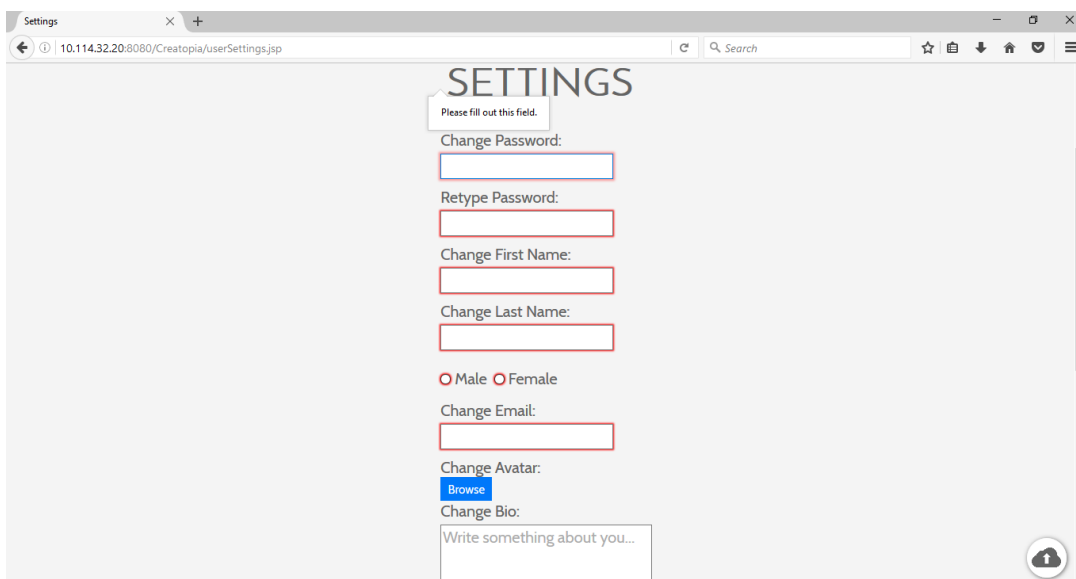 Settings
10.114.32.20:8080/Creatopia/userSettings.jsp
Search
SETTINGS
Please fill out this field.
Change Password:
Retype Password:
Change First Name:
Change Last Name:
Male Female
Change Email:
Change Avatar:
Browse
Change Bio:
Write something about you...